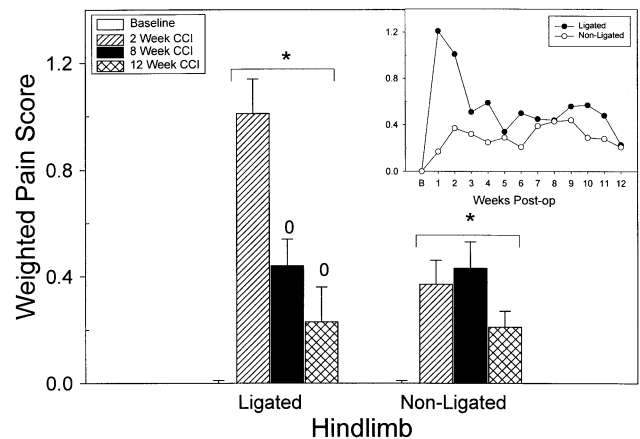 Baseline
2 Week CCI
8 Week CCI
12 Week CCI
Weighted Pain Score
1.2
0.8
0.4
0.0
*
0
0
*
Ligated
Non-Ligated
Hindlimb
Ligated
Non-Ligated
1.2
0.8
0.4
0.0
B 1 2 3 4 5 6 7 8 9 10 11 12
Weeks Post-op